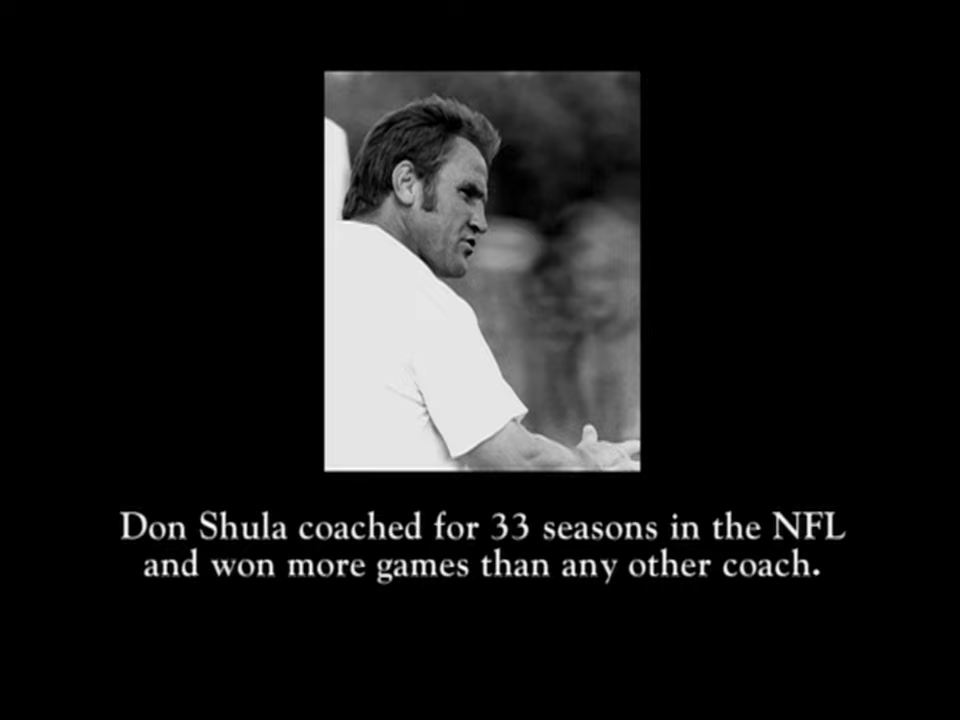 Don Shula coached for 33 seasons in the NFL
and won more games than any other coach.